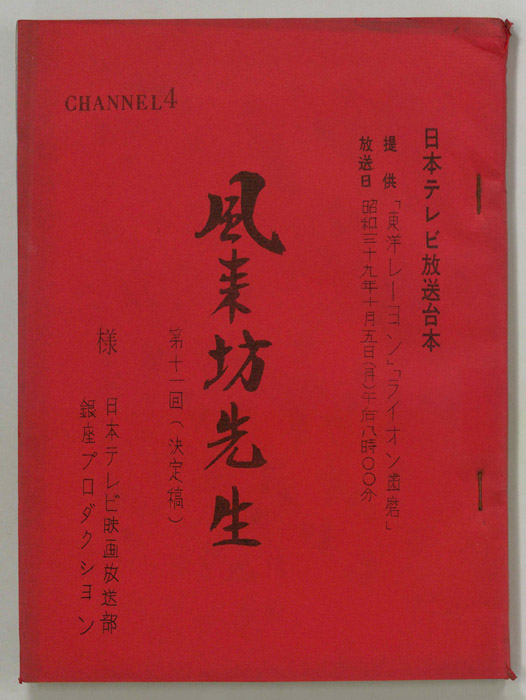 CHANNEL4
日本テレビ放送台本
提供「東洋レーヨン」「ライオン歯磨」
放送日 昭和三十九年十月五日(月)午后八時〇〇分
風来坊先生
第十一回(決定稿)
様
日本テレビ映画放送部
銀座プロダクション